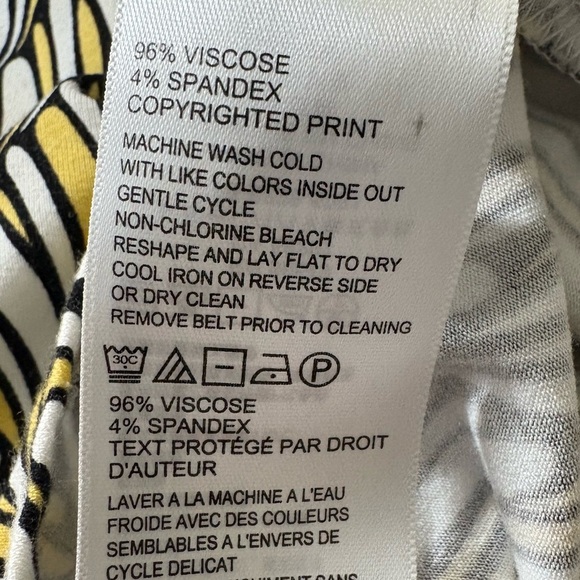 96% VISCOSE
4% SPANDEX
COPYRIGHTED PRINT
MACHINE WASH COLD
WITH LIKE COLORS INSIDE OUT
GENTLE CYCLE
NON-CHLORINE BLEACH
RESHAPE AND LAY FLAT TO DRY
COOL IRON ON REVERSE SIDE
OR DRY CLEAN
REMOVE BELT PRIOR TO CLEANING
30C P
96% VISCOSE
4% SPANDEX
TEXT PROTÉGÉ PAR DROIT
D'AUTEUR
LAVER A LA MACHINE A L'EAU
FROIDE AVEC DES COULEURS
SEMBLABLES A L'ENVERS DE
CYCLE DELICAT
SANS